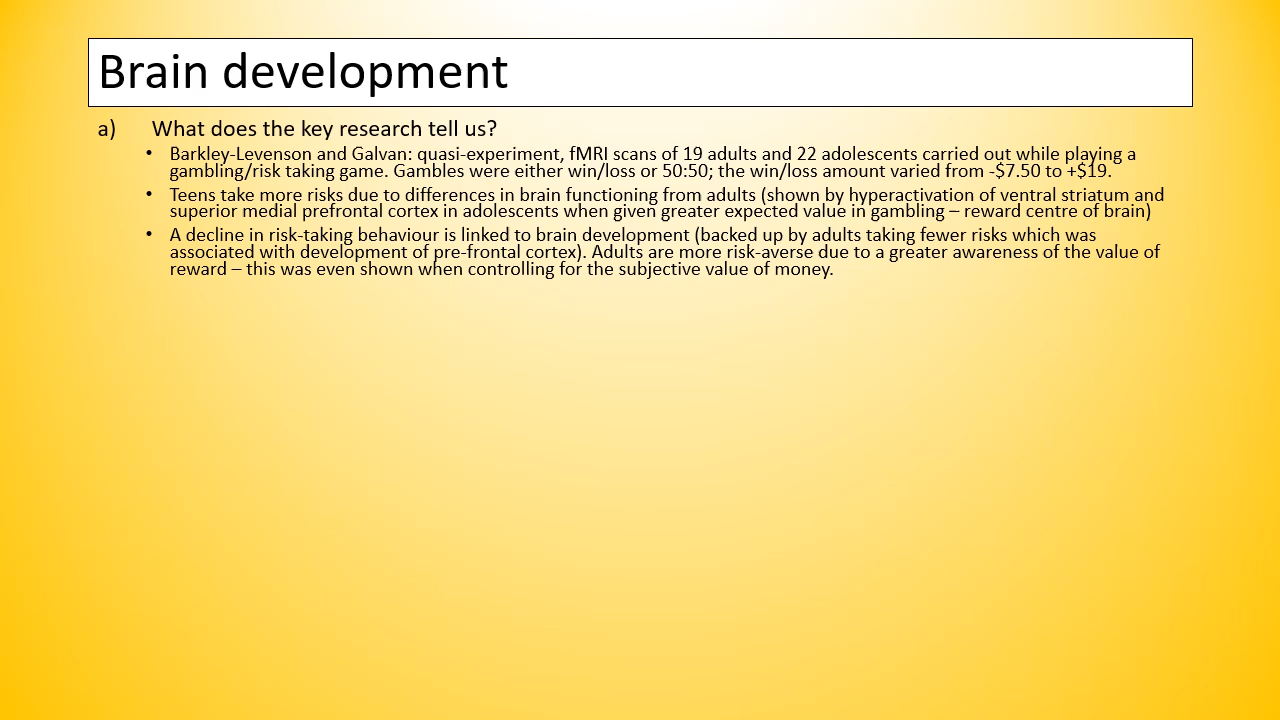 Brain development
a) What does the key research tell us?
• Barkley-Levenson and Galvan: quasi-experiment, fMRI scans of 19 adults and 22 adolescents carried out while playing a
gambling/risk taking game. Gambles were either win/loss or 50:50; the win/loss amount varied from -$7.50 to +$19.
• Teens take more risks due to differences in brain functioning from adults (shown by hyperactivation of ventral striatum and
superior medial prefrontal cortex in adolescents when given greater expected value in gambling – reward centre of brain)
• A decline in risk-taking behaviour is linked to brain development (backed up by adults taking fewer risks which was
associated with development of pre-frontal cortex). Adults are more risk-averse due to a greater awareness of the value of
reward – this was even shown when controlling for the subjective value of money.